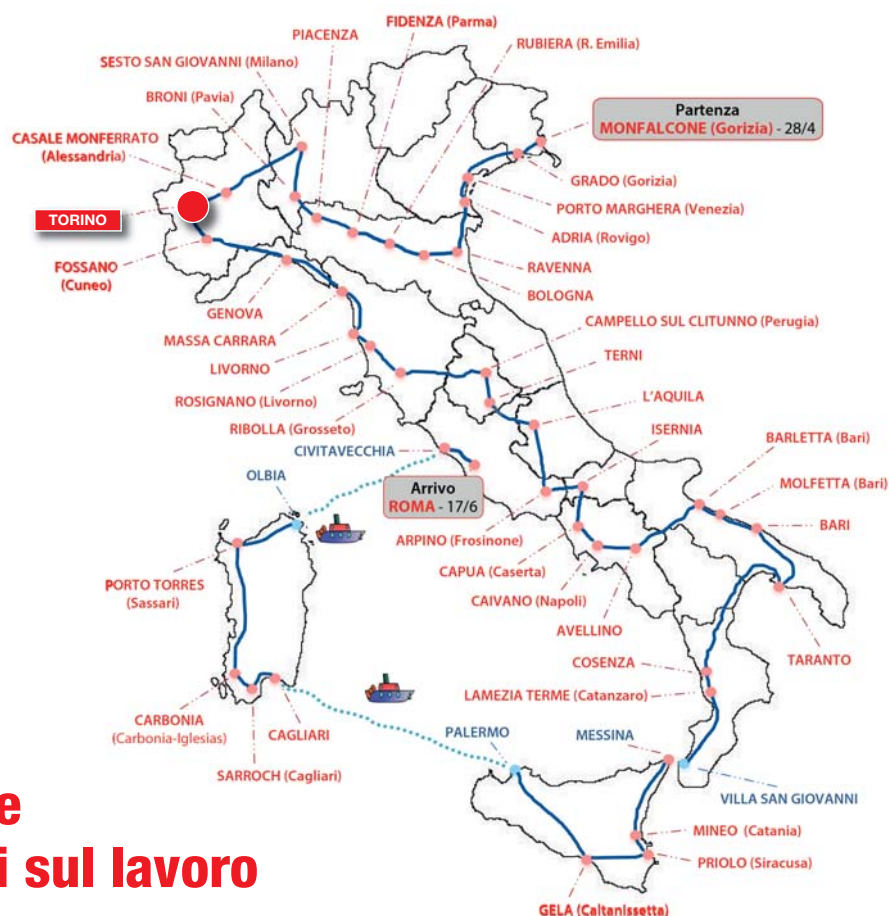 FIDENZA (Parma)
PIACENZA
RUBIERA (R. Emilia)
SESTO SAN GIOVANNI (Milano)
BRONI (Pavia)
Partenza
MONFALCONE (Gorizia) - 28/4
CASALE MONFERRATO
(Alessandria)
GRADO (Gorizia)
PORTO MARGHERA (Venezia)
TORINO
ADRIA (Rovigo)
FOSSANO
(Cuneo)
RAVENNA
BOLOGNA
GENOVA
CAMPELLO SUL CLITUNNO (Perugia)
MASSA CARRARA
TERNI
LIVORNO
L'AQUILA
ROSIGNANO (Livorno)
RIBOLLA (Grosseto)
ISERNIA
BARLETTA (Bari)
CIVITAVECCHIA
OLBIA
MOLFETTA (Bari)
Arrivo
ROMA - 17/6
BARI
ARPINO (Frosinone)
CAPUA (Caserta)
PORTO TORRES
(Sassari)
CAIVANO (Napoli)
AVELLINO
TARANTO
COSENZA
LAMEZIA TERME (Catanzaro)
CARBONIA
(Carbonia-Iglesias)
CAGLIARI
PALERMO
MESSINA
SARROCH (Cagliari)
VILLA SAN GIOVANNI
e
MINEO (Catania)
i sul lavoro
PRIOLO (Siracusa)
GELA (Caltanissetta)